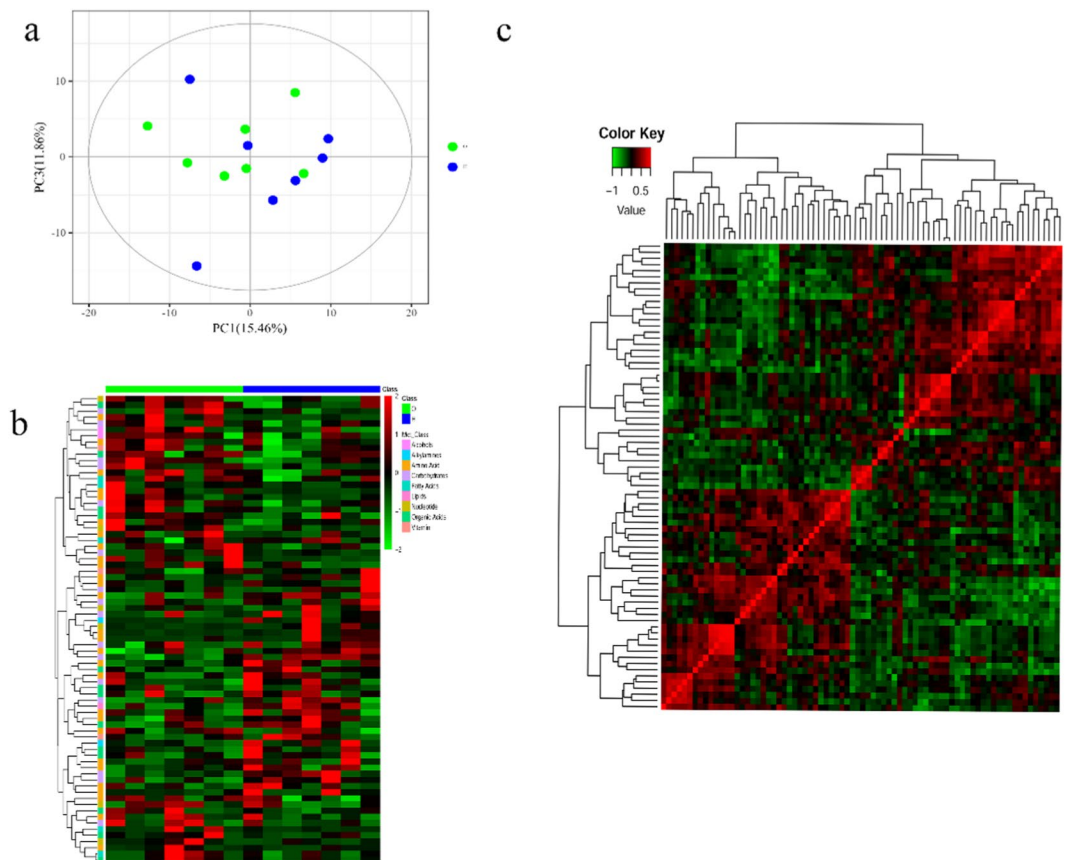 a
10
0
-10
PC3(11.86%)
-20
-10
0
10
20
PC1(15.46%)
b
Class
Class
2
1
0
-1
-2
Alcohols
Alkylamines
Amino Acid
Carbohydrates
Fatty Acids
Lipids
Nucleotide
Organic Acids
Vitamin
c
Color Key
-1
0.5
Value